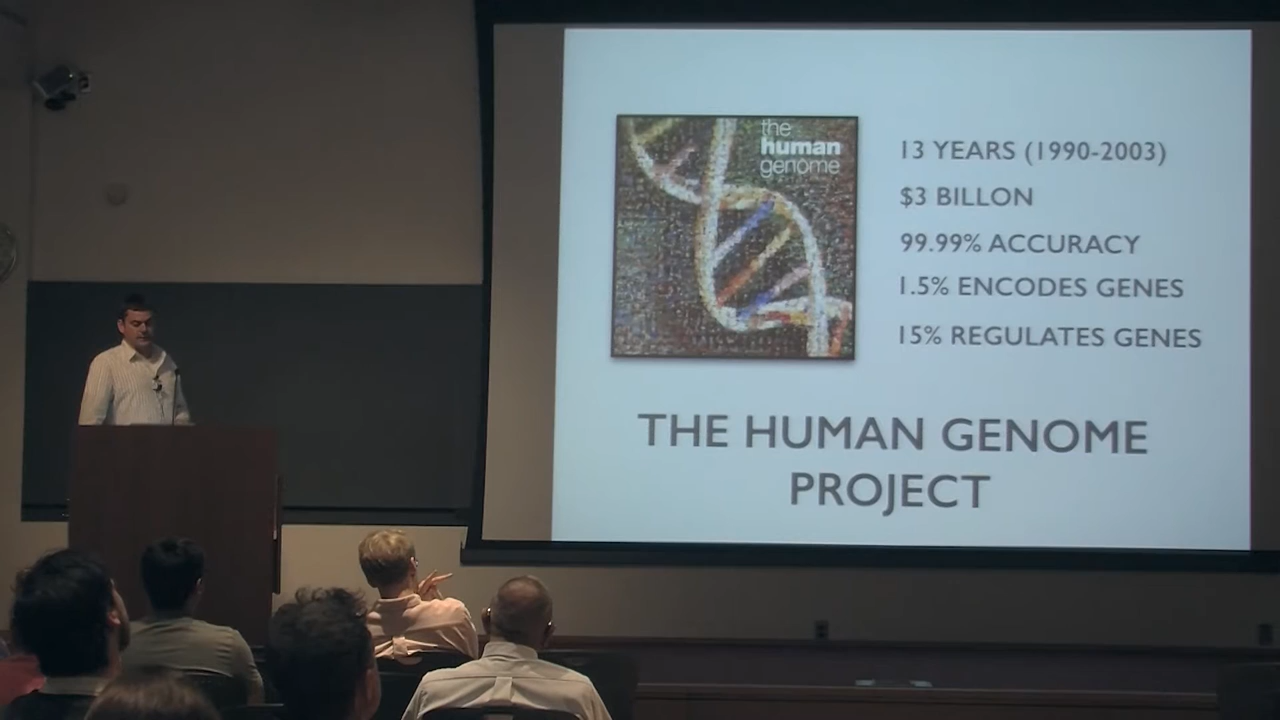 the
human
genome
13 YEARS (1990-2003)
$3 BILLON
99.99% ACCURACY
1.5% ENCODES GENES
15% REGULATES GENES
THE HUMAN GENOME
PROJECT